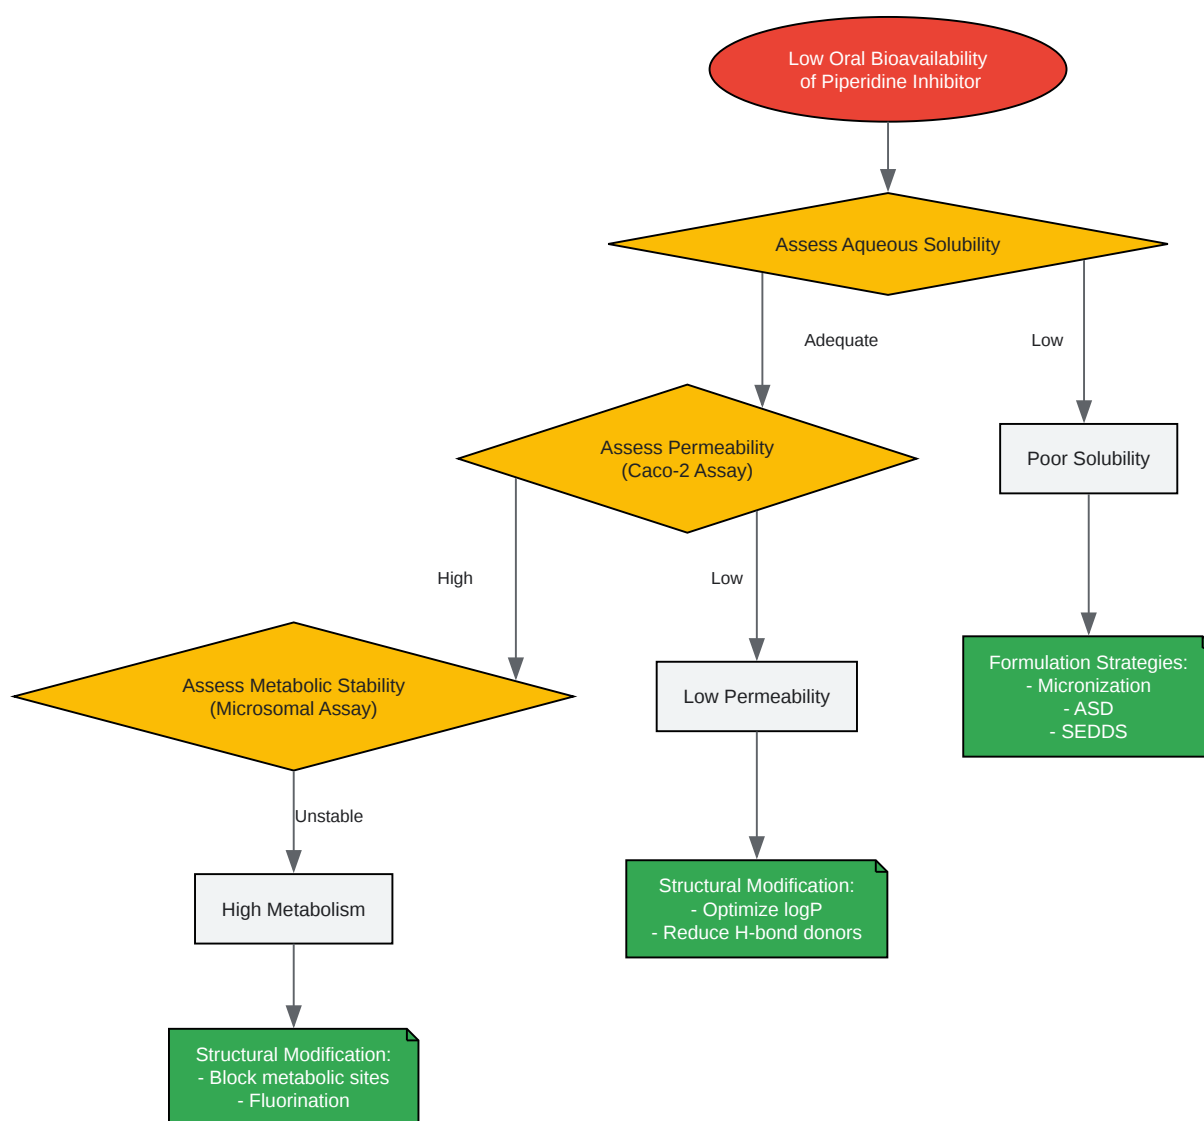 Low Oral Bioavailability
of Piperidine Inhibitor
Assess Aqueous Solubility
Adequate
Low
Assess Permeability
(Caco-2 Assay)
Poor Solubility
High
Low
Assess Metabolic Stability
(Microsomal Assay)
Low Permeability
Formulation Strategies:
- Micronization
- ASD
- SEDDS
Unstable
High Metabolism
Structural Modification:
- Optimize logP
- Reduce H-bond donors
Structural Modification:
- Block metabolic sites
- Fluorination